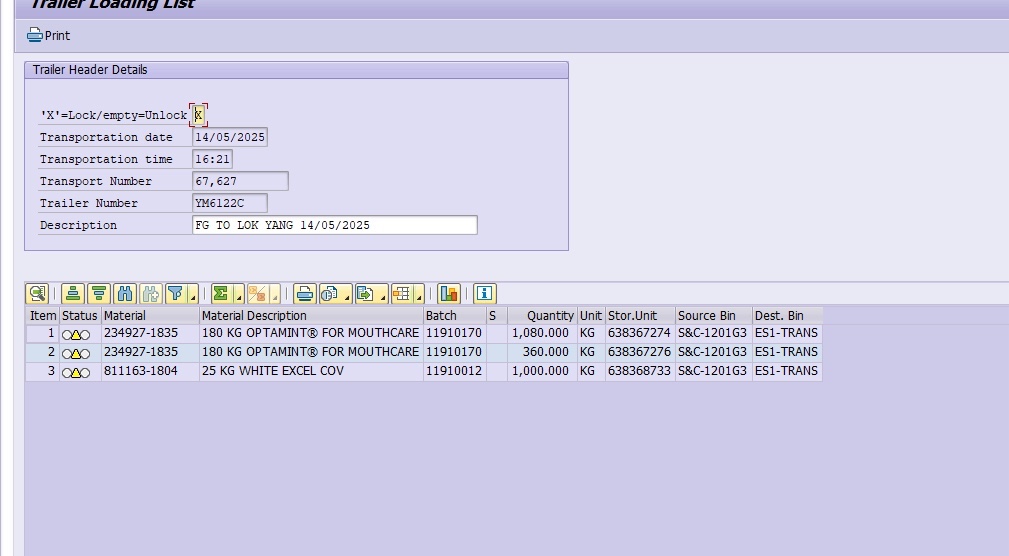 Trailer Loading List
Print
Trailer Header Details
'X'=Lock/empty=Unlock X
Transportation date 14/05/2025
Transportation time 16:21
Transport Number 67,627
Trailer Number YM6122C
Description FG TO LOK YANG 14/05/2025
Item Status Material Material Description Batch S Quantity Unit Stor.Unit Source Bin Dest. Bin
1 234927-1835 180 KG OPTAMINT® FOR MOUTHCARE 11910170 1,080.000 KG 638367274 S&C-1201G3 ES1-TRANS
2 234927-1835 180 KG OPTAMINT® FOR MOUTHCARE 11910170 360.000 KG 638367276 S&C-1201G3 ES1-TRANS
3 811163-1804 25 KG WHITE EXCEL COV 11910012 1,000.000 KG 638368733 S&C-1201G3 ES1-TRANS